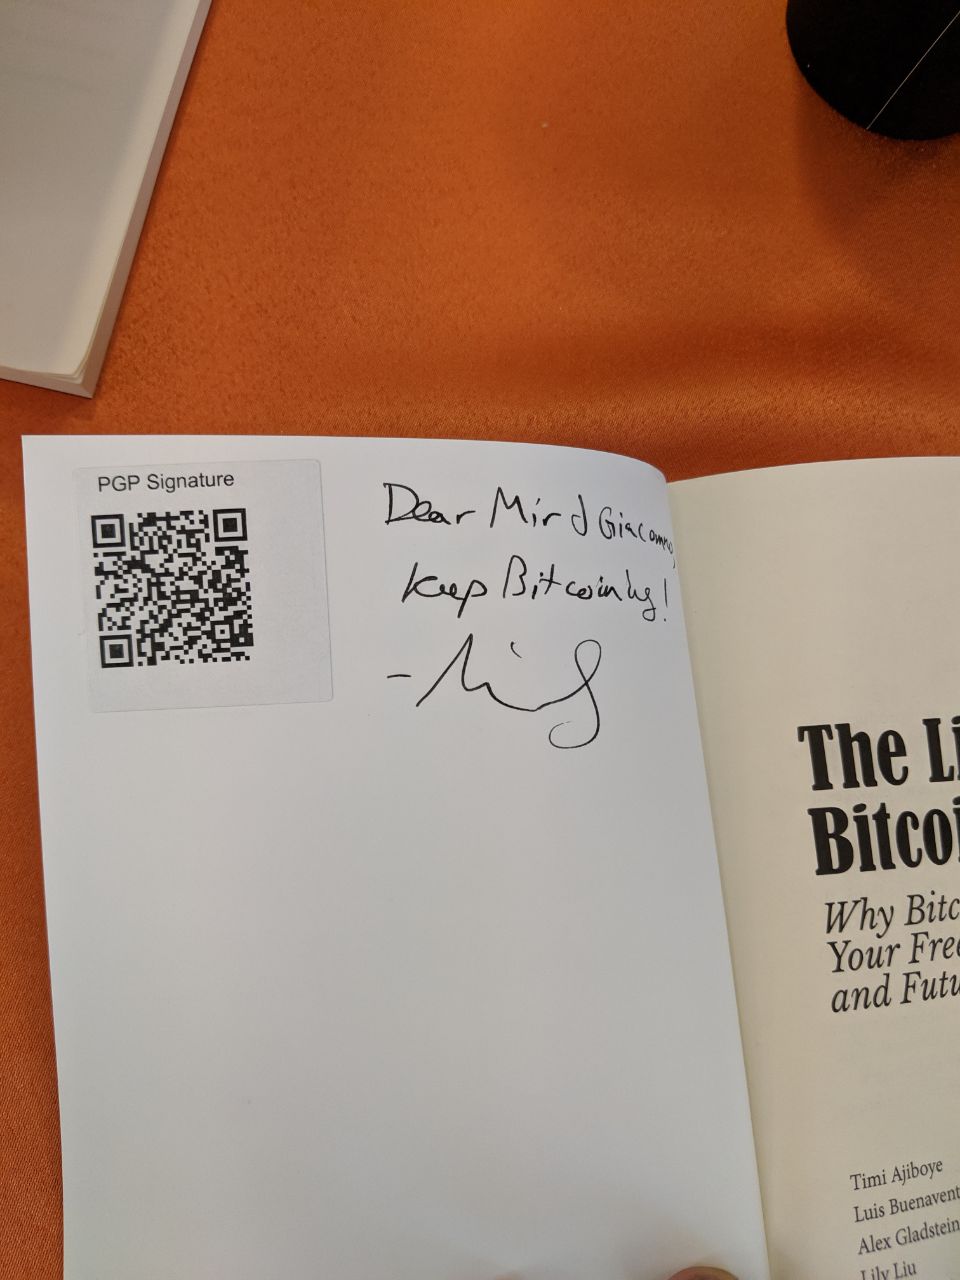 PGP Signature
Dear Mir d Giacomo,
Keep Bitcoining!
The Li
Bitcoi
Why Bitc
Your Free
and Futu
Timi Ajiboye
Luis Buenavent
Alex Gladstein
Lily Liu